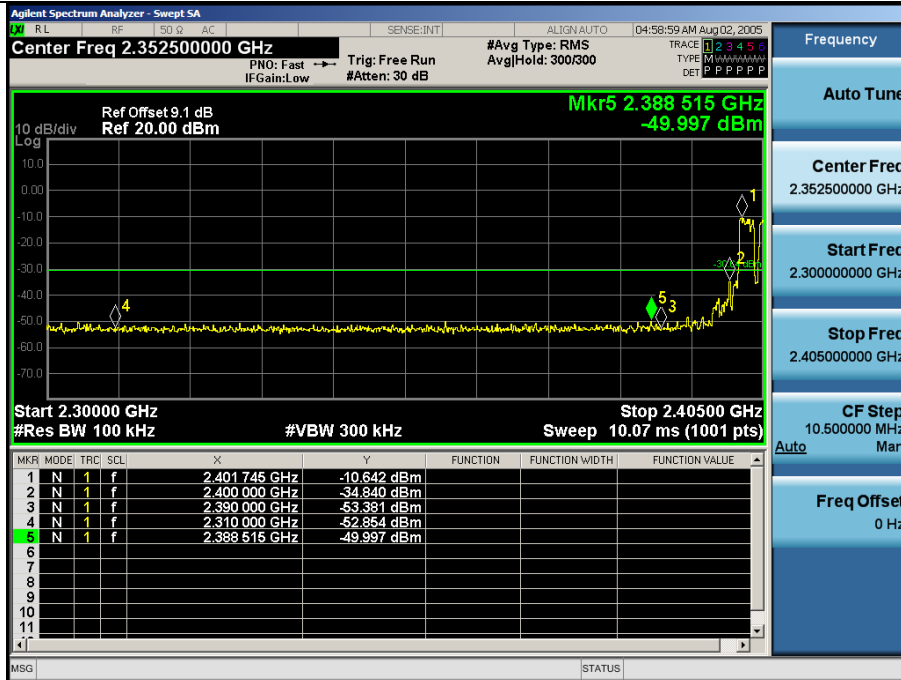 Agilent Spectrum Analyzer - Swept SA
LXI RL RF 50 Ω AC SENSE:INT ALIGN AUTO 04:58:59 AM Aug 02, 2005
Center Freq 2.352500000 GHz
PNO: Fast
IFGain:Low
Trig: Free Run
#Atten: 30 dB
#Avg Type: RMS
Avg|Hold: 300/300
TRACE 1 2 3 4 5 6
TYPE M
DET P P P P P P
Ref Offset 9.1 dB
10 dB/div Ref 20.00 dBm
Log
Mkr5 2.388 515 GHz
-49.997 dBm
10.0
0.00
-10.0
-20.0
-30.0
-40.0
-50.0
-60.0
-70.0
1
2
4
5
3
Start 2.30000 GHz Stop 2.40500 GHz
#Res BW 100 kHz #VBW 300 kHz Sweep 10.07 ms (1001 pts)
MKR MODE TRC SCL X Y FUNCTION FUNCTION WIDTH FUNCTION VALUE
1 N 1 f 2.401 745 GHz -10.642 dBm
2 N 1 f 2.400 000 GHz -34.840 dBm
3 N 1 f 2.390 000 GHz -53.381 dBm
4 N 1 f 2.310 000 GHz -52.854 dBm
5 N 1 f 2.388 515 GHz -49.997 dBm
6
7
8
9
10
11
MSG STATUS
Frequency
Auto Tune
Center Freq
2.352500000 GHz
Start Freq
2.300000000 GHz
Stop Freq
2.405000000 GHz
CF Step
10.500000 MHz
Auto Man
Freq Offset
0 Hz